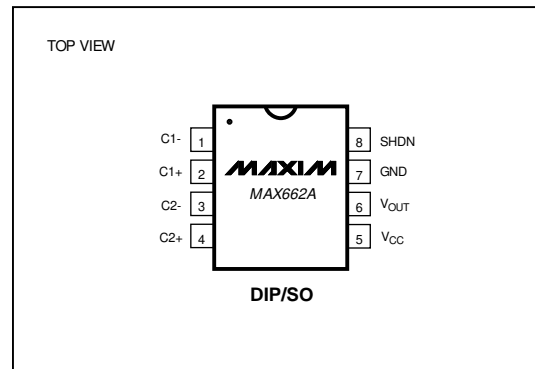 TOP VIEW
C1- 1
C1+ 2
C2- 3
C2+ 4
MAXIM
MAX662A
8 SHDN
7 GND
6 VOUT
5 VCC
DIP/SO